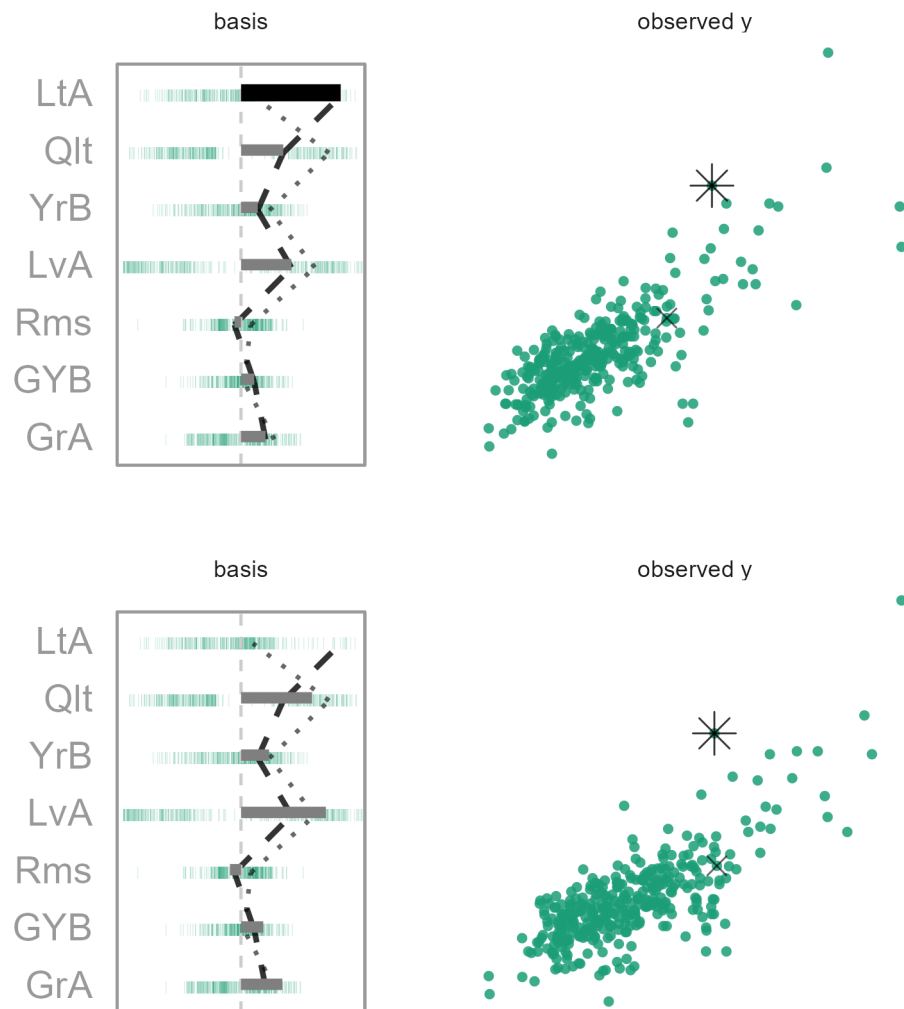 basis
observed y
LtA
Qlt
YrB
LvA
Rms
GYB
GrA
basis
observed y
LtA
Qlt
YrB
LvA
Rms
GYB
GrA